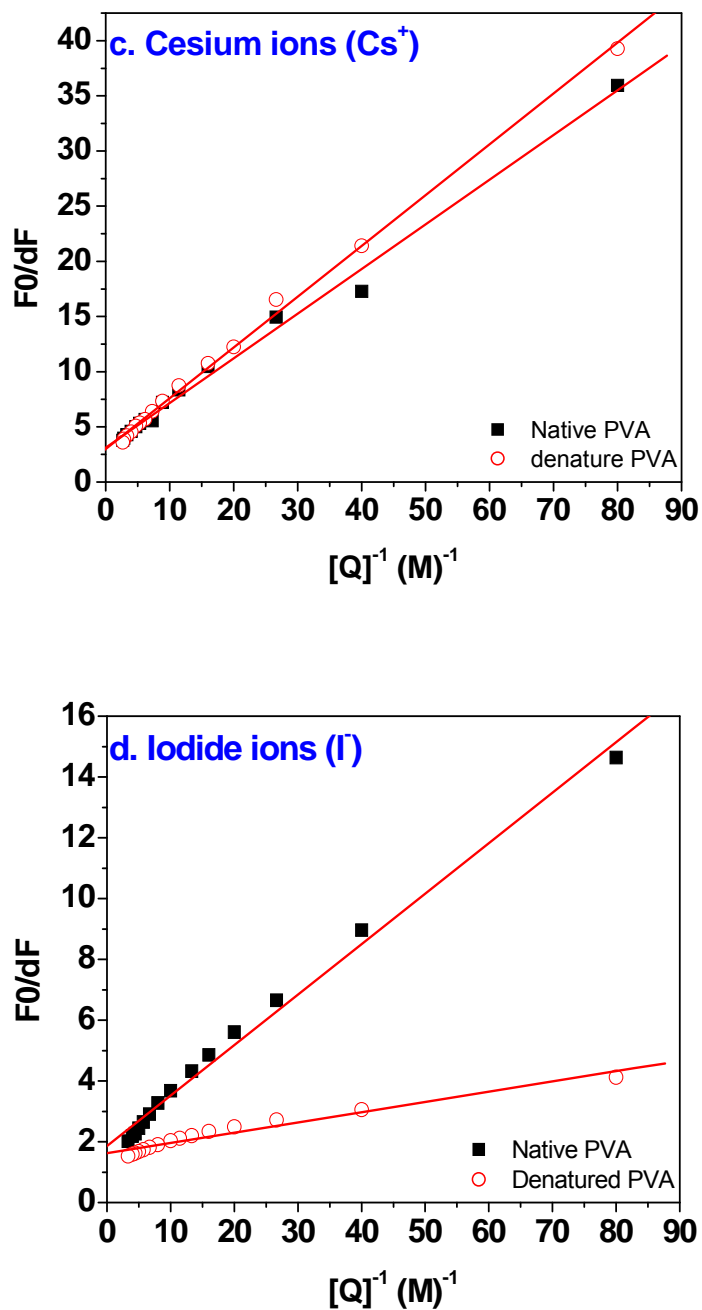 c. Cesium ions (Cs+)
40
35
30
25
20
15
10
5
0
F0/dF
Native PVA
denature PVA
0 10 20 30 40 50 60 70 80 90
[Q]-1 (M)-1
d. Iodide ions (I-)
16
14
12
10
8
6
4
2
0
F0/dF
Native PVA
Denatured PVA
0 10 20 30 40 50 60 70 80 90
[Q]-1 (M)-1